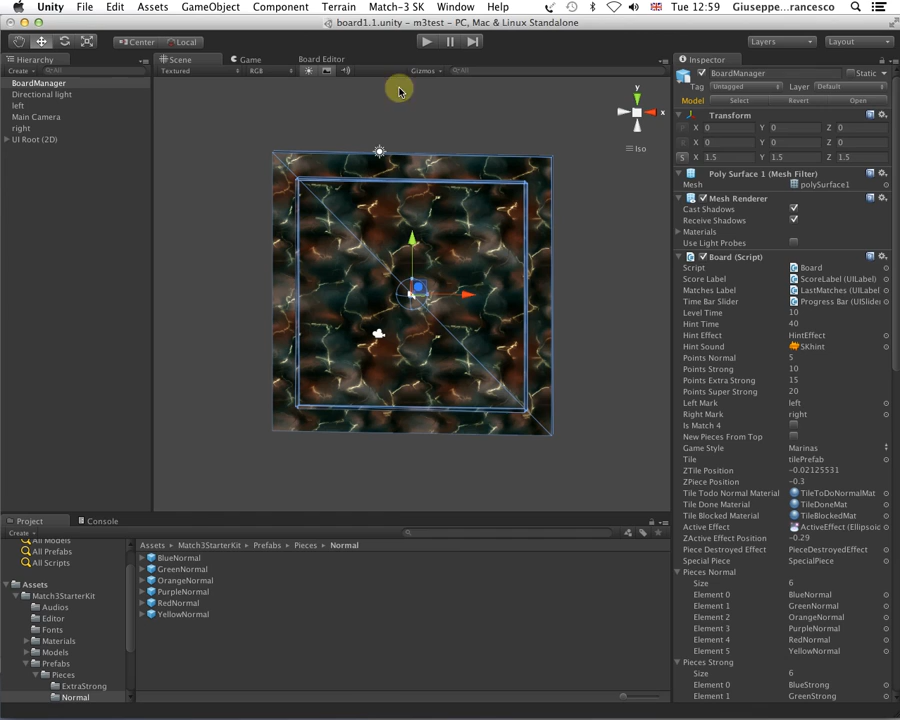 Unity File Edit Assets GameObject Component Terrain Match-3 SK Window Help Tue 12:59 Giuseppe...rancesco
board1.1.unity - m3test - PC, Mac & Linux Standalone
Center Local Layers Layout
Hierarchy Scene Game Board Editor Inspector
Create All Textured RGB Gizmos All
BoardManager
Directional light
left
Main Camera
right
UI Root (2D)
y
x
Iso
BoardManager Static
Tag Untagged Layer Default
Model Select Revert Open
Transform
X 0 Y 0 Z 0
X 0 Y 0 Z 0
S X 1.5 Y 1.5 Z 1.5
Poly Surface 1 (Mesh Filter)
Mesh polySurface1
Mesh Renderer
Cast Shadows
Receive Shadows
Materials
Use Light Probes
Board (Script)
Script Board
Score Label ScoreLabel (UILabel)
Matches Label LastMatches (UILabel
Time Bar Slider Progress Bar (UISlider
Level Time 10
Hint Time 40
Hint Effect HintEffect
Hint Sound SKhint
Points Normal 5
Points Strong 10
Points Extra Strong 15
Points Super Strong 20
Left Mark left
Right Mark right
Is Match 4
New Pieces From Top
Game Style Marinas
Tile tilePrefab
ZTile Position -0.02125531
ZPiece Position -0.3
Tile Todo Normal Material TileToDoNormalMat
Tile Done Material TileDoneMat
Tile Blocked Material TileBlockedMat
Active Effect ActiveEffect (Ellipsoic
ZActive Effect Position -0.29
Piece Destroyed Effect PieceDestroyedEffect
Special Piece SpecialPiece
Pieces Normal
Size 6
Element 0 BlueNormal
Element 1 GreenNormal
Element 2 OrangeNormal
Element 3 PurpleNormal
Element 4 RedNormal
Element 5 YellowNormal
Pieces Strong
Size 6
Element 0 BlueStrong
Element 1 GreenStrong
Project Console
Create
All Models
All Prefabs
All Scripts
Assets
Match3StarterKit
Audios
Editor
Fonts
Materials
Models
Prefabs
Pieces
ExtraStrong
Normal
Assets Match3StarterKit Prefabs Pieces Normal
BlueNormal
GreenNormal
OrangeNormal
PurpleNormal
RedNormal
YellowNormal